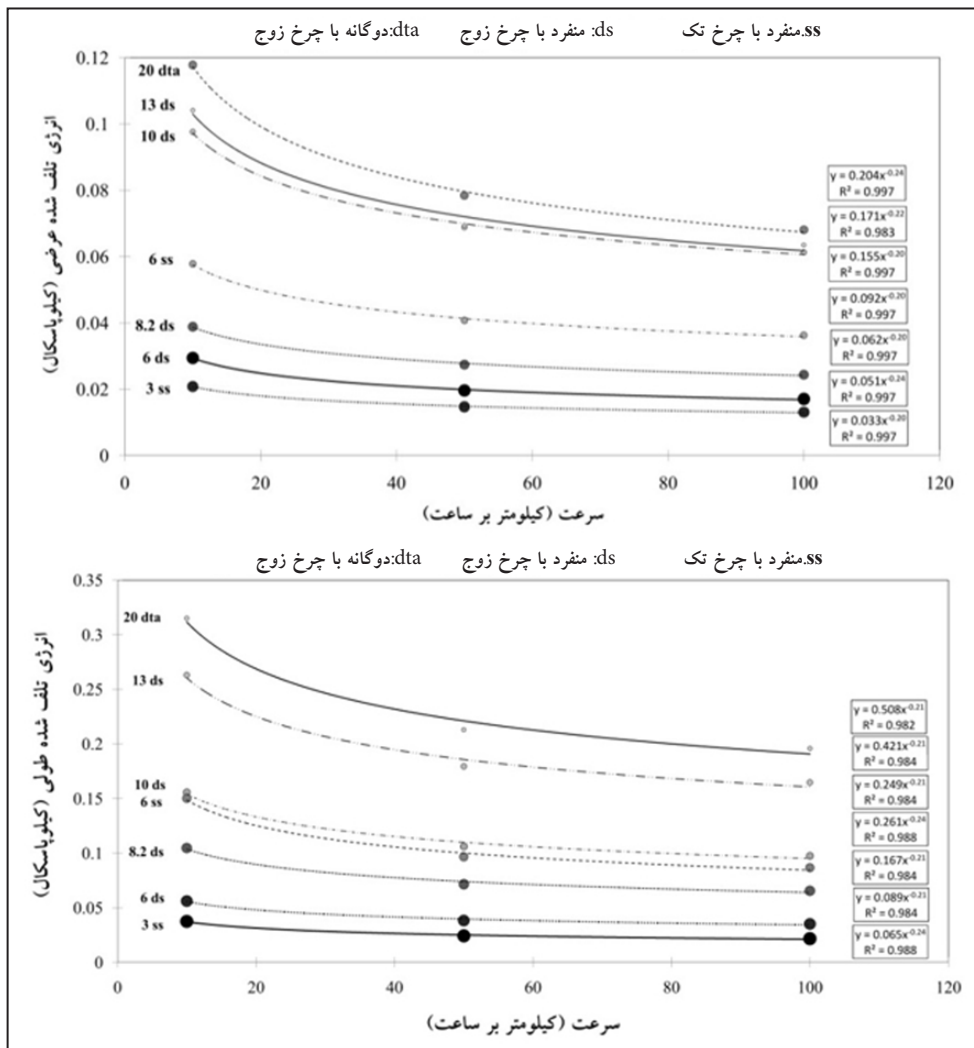 ss.منفرد با چرخ تک ds: منفرد با چرخ زوج dta:دوگانه با چرخ زوج
انرژی تلف شده عرضی (کیلوپاسکال)
0.12
0.1
0.08
0.06
0.04
0.02
0
20 dta
13 ds
10 ds
6 ss
8.2 ds
6 ds
3 ss
y = 0.204x^-0.24
R² = 0.997
y = 0.171x^-0.22
R² = 0.983
y = 0.155x^-0.20
R² = 0.997
y = 0.092x^-0.20
R² = 0.997
y = 0.062x^-0.20
R² = 0.997
y = 0.051x^-0.24
R² = 0.997
y = 0.033x^-0.20
R² = 0.997
0 20 40 60 80 100 120
سرعت (کیلومتر بر ساعت)
ss.منفرد با چرخ تک ds: منفرد با چرخ زوج dta:دوگانه با چرخ زوج
انرژی تلف شده طولی (کیلوپاسکال)
0.35
0.3
0.25
0.2
0.15
0.1
0.05
0
20 dta
13 ds
10 ds
6 ss
8.2 ds
6 ds
3 ss
y = 0.508x^-0.21
R² = 0.982
y = 0.421x^-0.21
R² = 0.984
y = 0.249x^-0.21
R² = 0.984
y = 0.261x^-0.24
R² = 0.988
y = 0.167x^-0.21
R² = 0.984
y = 0.089x^-0.21
R² = 0.984
y = 0.065x^-0.24
R² = 0.988
0 20 40 60 80 100 120
سرعت (کیلومتر بر ساعت)